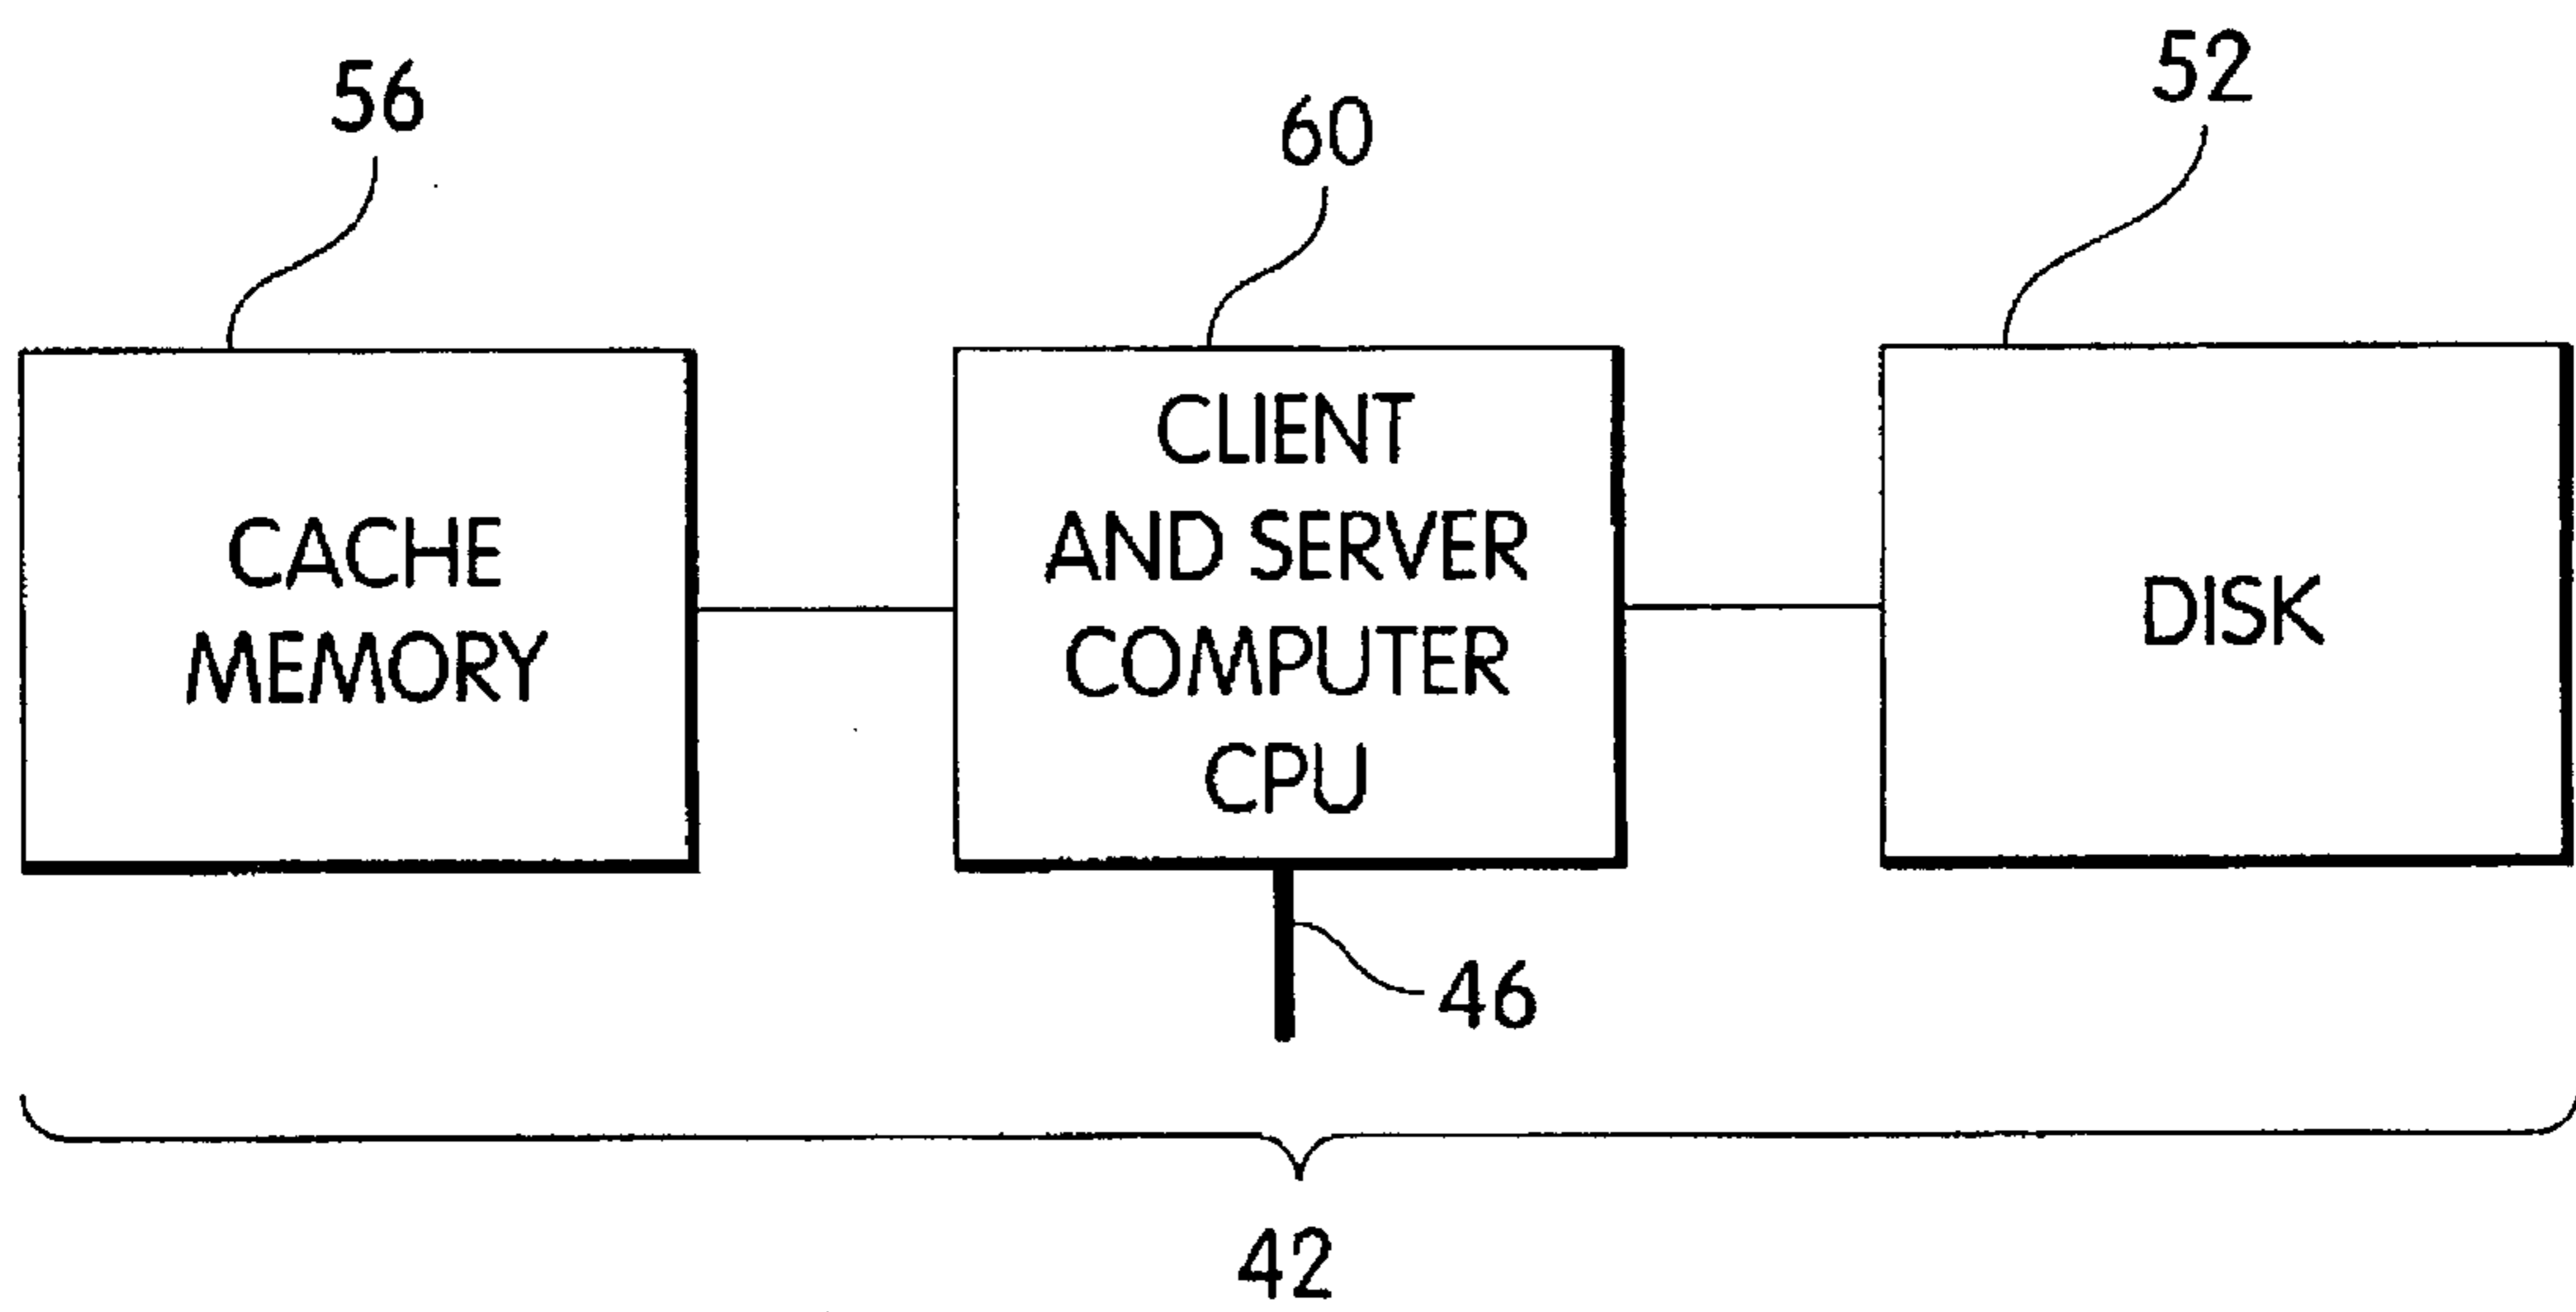 56
60
52
CACHE
MEMORY
CLIENT
AND SERVER
COMPUTER
CPU
DISK
46
42